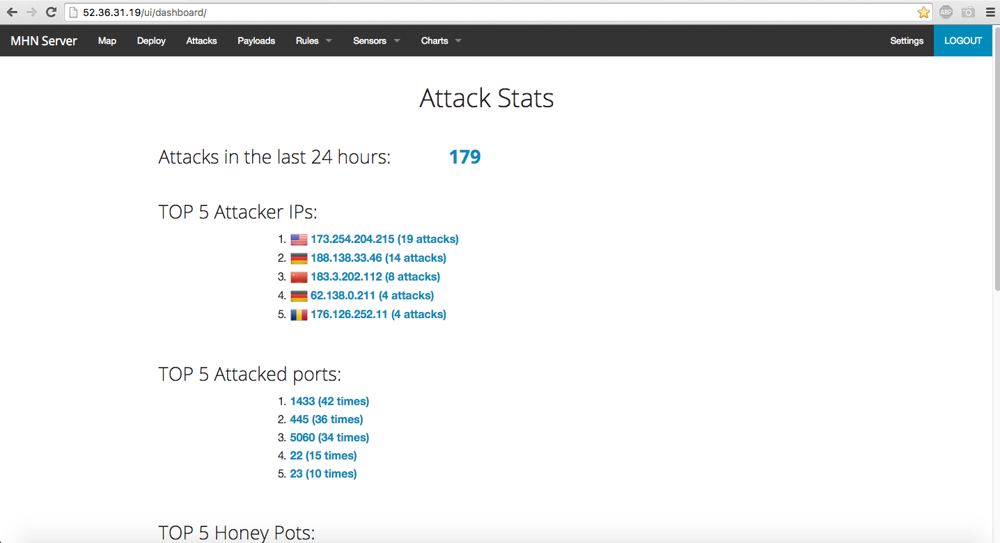 52.36.31.19/ui/dashboard/
ABP
MHN Server Map Deploy Attacks Payloads Rules Sensors Charts Settings LOGOUT
Attack Stats
Attacks in the last 24 hours: 179
TOP 5 Attacker IPs:
1. 173.254.204.215 (19 attacks)
2. 188.138.33.46 (14 attacks)
3. 183.3.202.112 (8 attacks)
4. 62.138.0.211 (4 attacks)
5. 176.126.252.11 (4 attacks)
TOP 5 Attacked ports:
1. 1433 (42 times)
2. 445 (36 times)
3. 5060 (34 times)
4. 22 (15 times)
5. 23 (10 times)
TOP 5 Honey Pots: